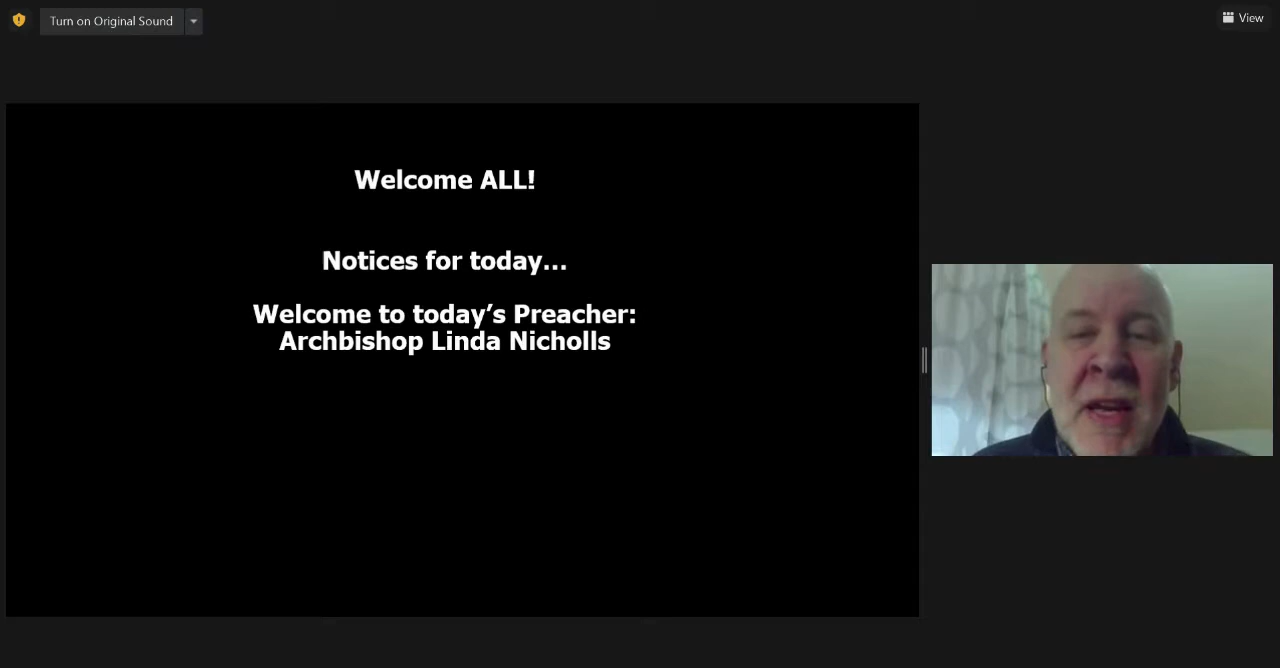 Turn on Original Sound
View
Welcome ALL!
Notices for today...
Welcome to today’s Preacher:
Archbishop Linda Nicholls